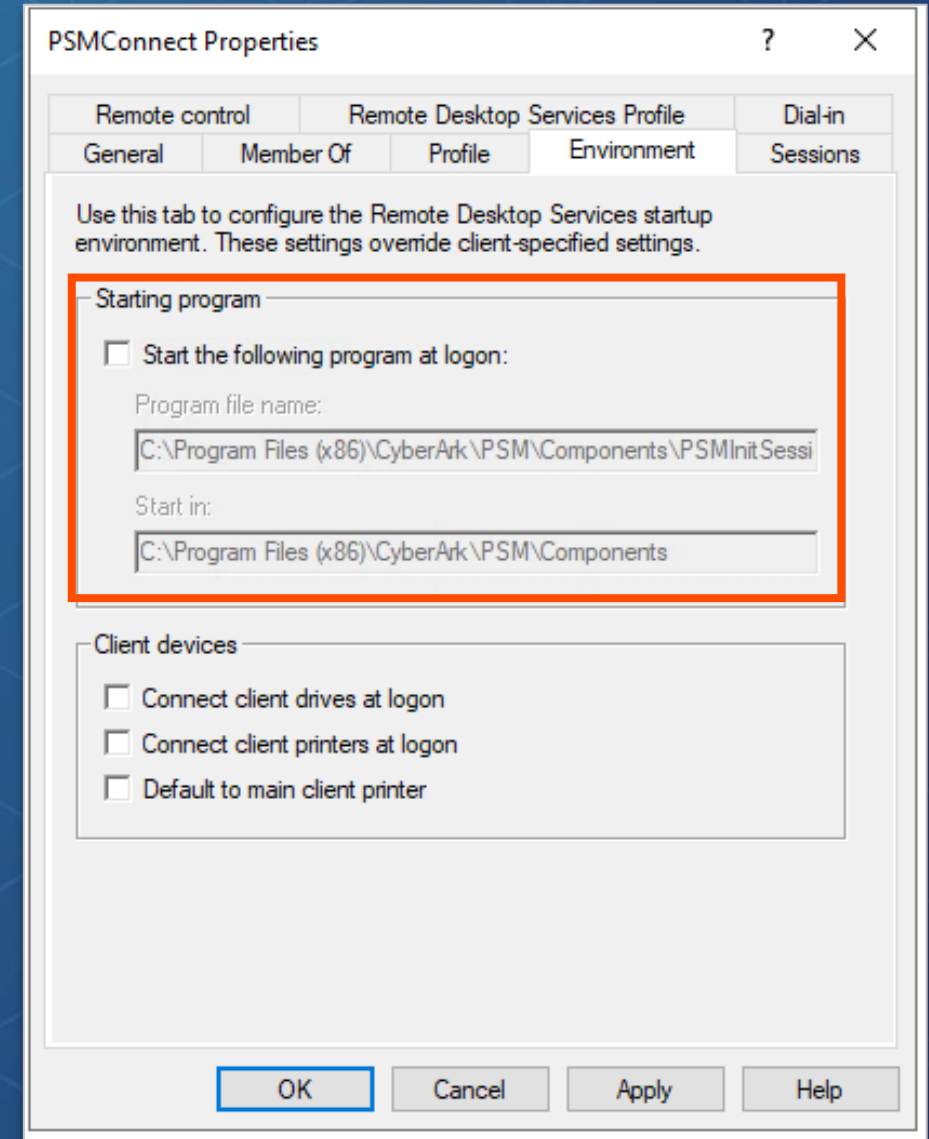 PSMConnect Properties ?
Remote control Remote Desktop Services Profile Dial-in
General Member Of Profile Environment Sessions
Use this tab to configure the Remote Desktop Services startup
environment. These settings override client-specified settings.
Starting program
Start the following program at logon:
Program file name:
C:\Program Files (x86)\CyberArk\PSM\Components\PSMInitSessi
Start in:
C:\Program Files (x86)\CyberArk\PSM\Components
Client devices
Connect client drives at logon
Connect client printers at logon
Default to main client printer
OK Cancel Apply Help